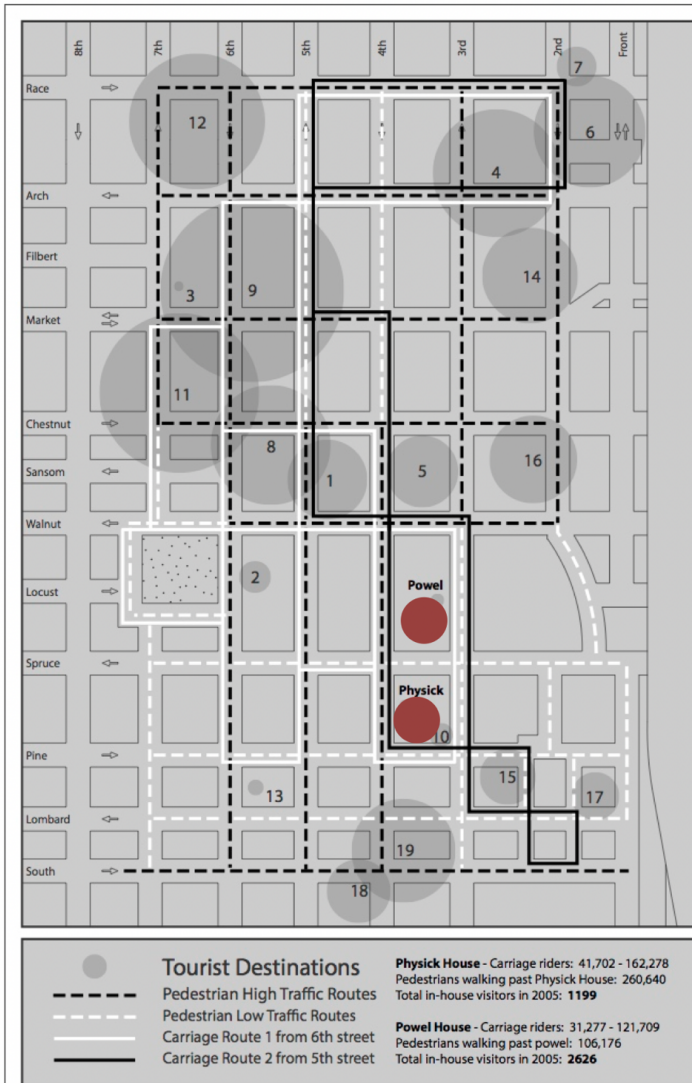 8th
7th
6th
5th
4th
3rd
2nd
Front
Race
7
12
6
4
Arch
Filbert
14
3
9
Market
11
Chestnut
8
16
Sansom
5
1
Walnut
2
Powel
Locust
Spruce
Physick
10
Pine
15
13
17
Lombard
19
South
18
Tourist Destinations
Pedestrian High Traffic Routes
Pedestrian Low Traffic Routes
Carriage Route 1 from 6th street
Carriage Route 2 from 5th street
Physick House - Carriage riders: 41,702 - 162,278
Pedestrians walking past Physick House: 260,640
Total in-house visitors in 2005: 1199
Powel House - Carriage riders: 31,277 - 121,709
Pedestrians walking past powel: 106,176
Total in-house visitors in 2005: 2626